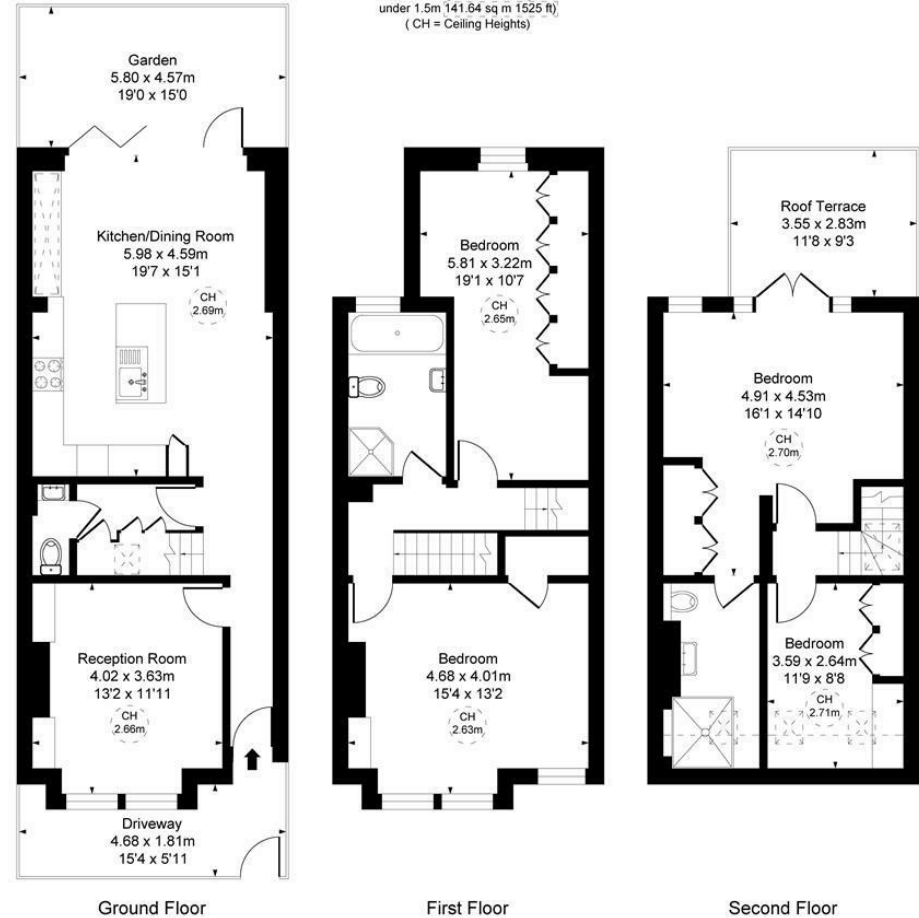 under 1.5m 141.64 sq m 1525 ft)
( CH = Ceiling Heights)
Garden
5.80 x 4.57m
19'0 x 15'0
Kitchen/Dining Room
5.98 x 4.59m
19'7 x 15'1
CH
2.69m
Reception Room
4.02 x 3.63m
13'2 x 11'11
CH
2.66m
Driveway
4.68 x 1.81m
15'4 x 5'11
Ground Floor
Bedroom
5.81 x 3.22m
19'1 x 10'7
CH
2.65m
Bedroom
4.68 x 4.01m
15'4 x 13'2
CH
2.63m
First Floor
Roof Terrace
3.55 x 2.83m
11'8 x 9'3
Bedroom
4.91 x 4.53m
16'1 x 14'10
CH
2.70m
Bedroom
3.59 x 2.64m
11'9 x 8'8
CH
2.71m
Second Floor